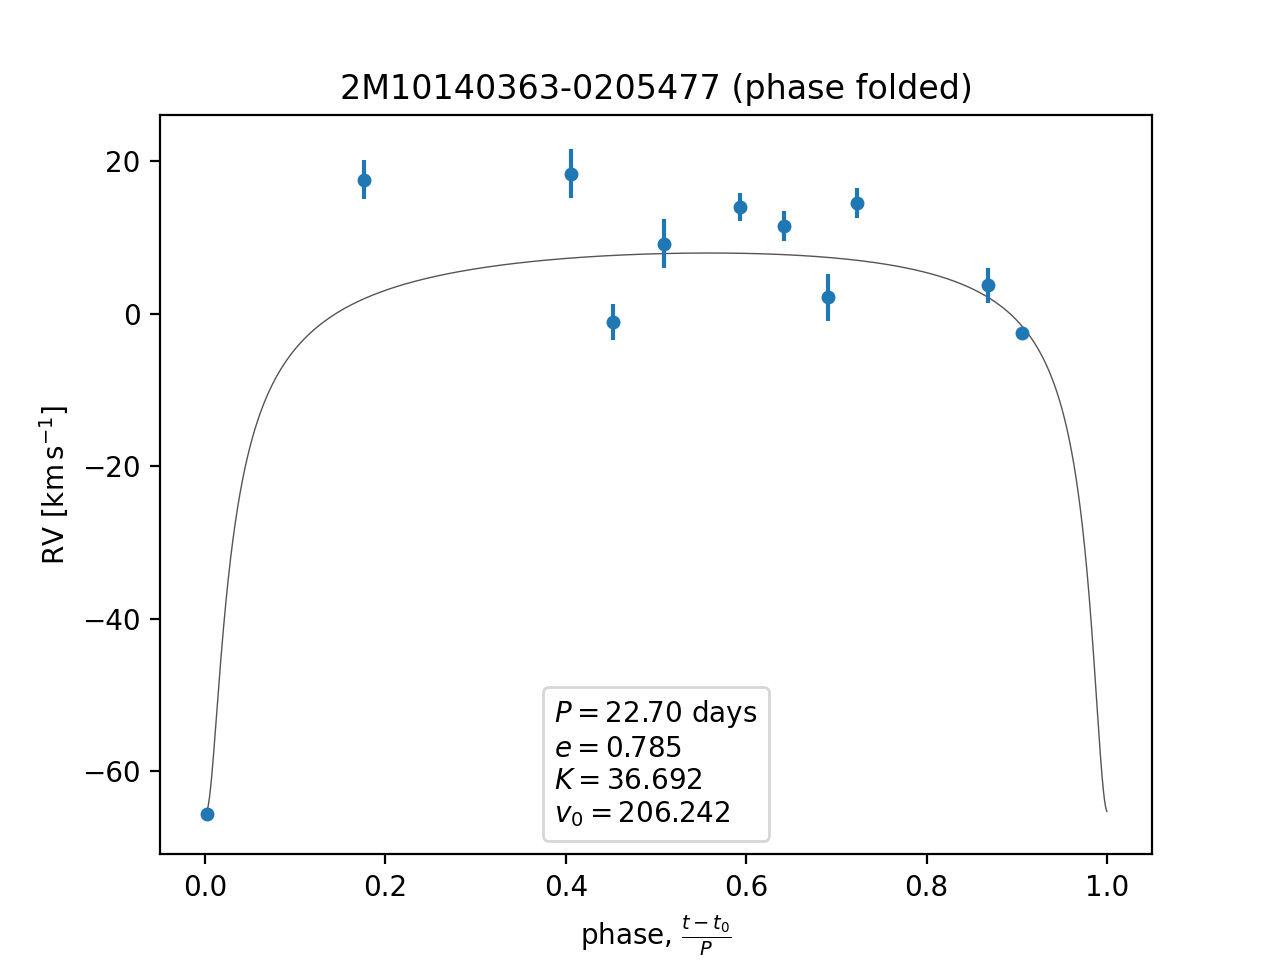 2M10140363-0205477 (phase folded)
20
0
−20
−40
−60
RV [km s⁻¹]
P = 22.70 days
e = 0.785
K = 36.692
v₀ = 206.242
0.0 0.2 0.4 0.6 0.8 1.0
phase, (t − t₀)/P